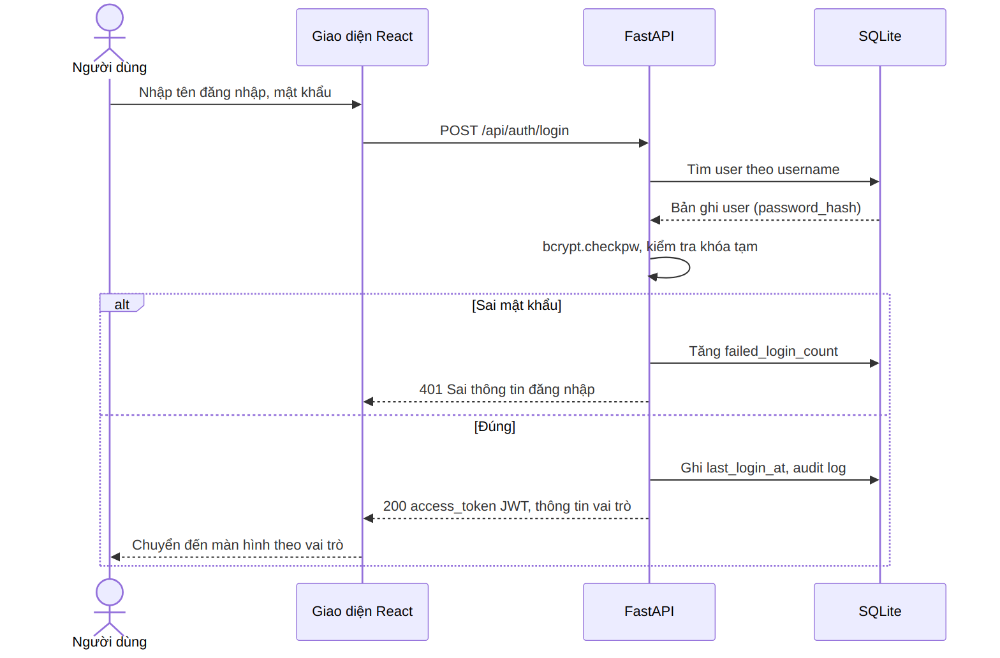 Người dùng
Giao diện React
FastAPI
SQLite
Nhập tên đăng nhập, mật khẩu
POST /api/auth/login
Tìm user theo username
Bản ghi user (password_hash)
bcrypt.checkpw, kiểm tra khóa tạm
alt
[Sai mật khẩu]
Tăng failed_login_count
401 Sai thông tin đăng nhập
[Đúng]
Ghi last_login_at, audit log
200 access_token JWT, thông tin vai trò
Chuyển đến màn hình theo vai trò
Người dùng
Giao diện React
FastAPI
SQLite